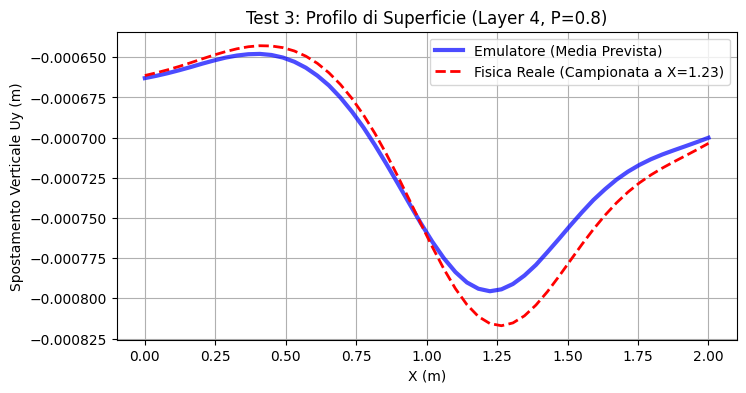 Test 3: Profilo di Superficie (Layer 4, P=0.8)
Emulatore (Media Prevista)
Fisica Reale (Campionata a X=1.23)
Spostamento Verticale Uy (m)
−0.000650
−0.000675
−0.000700
−0.000725
−0.000750
−0.000775
−0.000800
−0.000825
0.00 0.25 0.50 0.75 1.00 1.25 1.50 1.75 2.00
X (m)